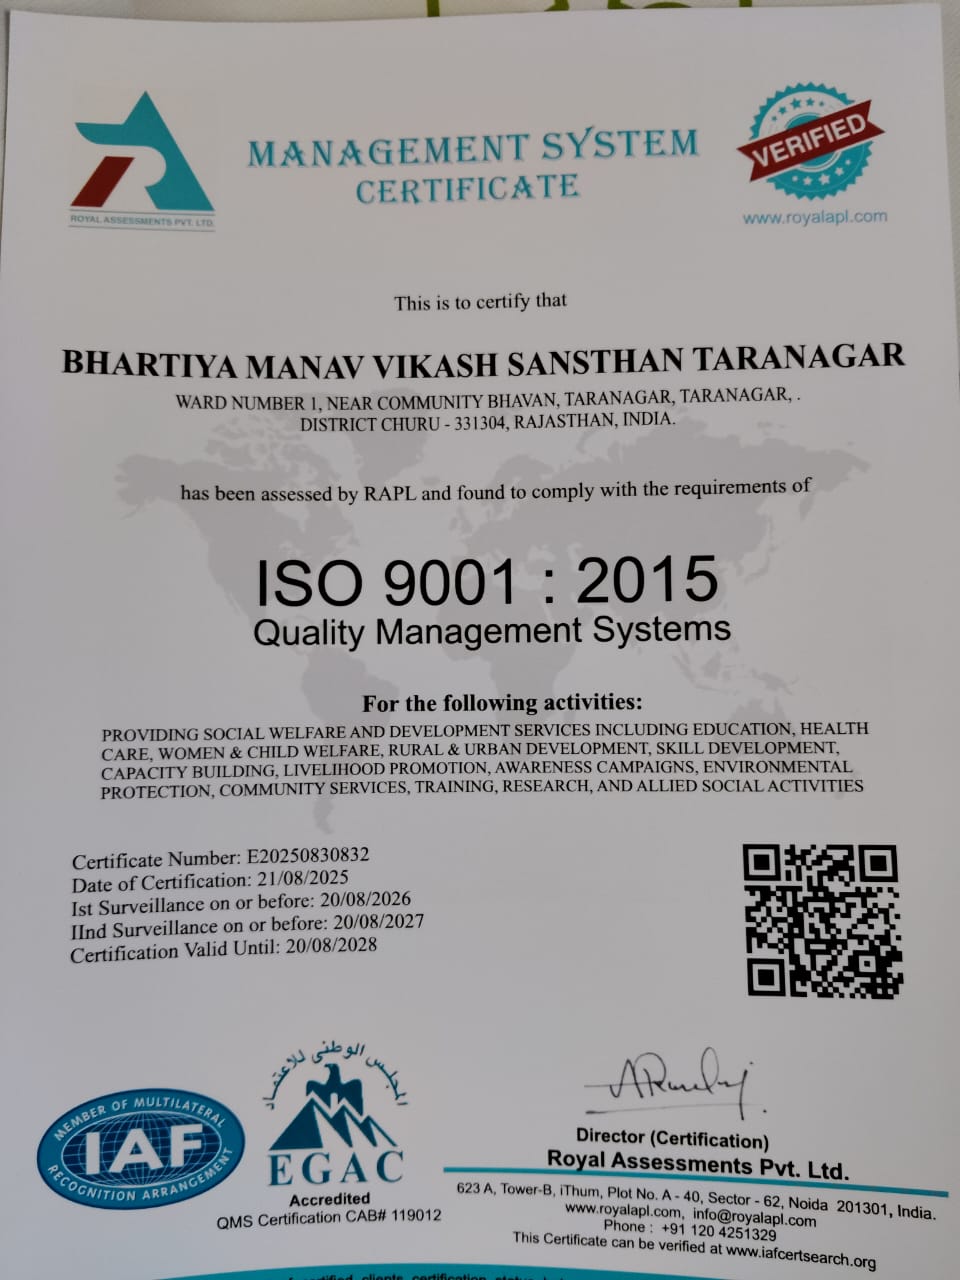 ROYAL ASSESSMENTS PVT. LTD.
MANAGEMENT SYSTEM
CERTIFICATE
VERIFIED
www.royalapl.com
This is to certify that
BHARTIYA MANAV VIKASH SANSTHAN TARANAGAR
WARD NUMBER 1, NEAR COMMUNITY BHAVAN, TARANAGAR, TARANAGAR, .
DISTRICT CHURU - 331304, RAJASTHAN, INDIA.
has been assessed by RAPL and found to comply with the requirements of
ISO 9001 : 2015
Quality Management Systems
For the following activities:
PROVIDING SOCIAL WELFARE AND DEVELOPMENT SERVICES INCLUDING EDUCATION, HEALTH
CARE, WOMEN & CHILD WELFARE, RURAL & URBAN DEVELOPMENT, SKILL DEVELOPMENT,
CAPACITY BUILDING, LIVELIHOOD PROMOTION, AWARENESS CAMPAIGNS, ENVIRONMENTAL
PROTECTION, COMMUNITY SERVICES, TRAINING, RESEARCH, AND ALLIED SOCIAL ACTIVITIES
Certificate Number: E20250830832
Date of Certification: 21/08/2025
Ist Surveillance on or before: 20/08/2026
IInd Surveillance on or before: 20/08/2027
Certification Valid Until: 20/08/2028
MEMBER OF MULTILATERAL
IAF
RECOGNITION ARRANGEMENT
المجلس الوطني للاعتماد
EGAC
Accredited
QMS Certification CAB# 119012
Director (Certification)
Royal Assessments Pvt. Ltd.
623 A, Tower-B, iThum, Plot No. A - 40, Sector - 62, Noida 201301, India.
www.royalapl.com, info@royalapl.com
Phone : +91 120 4251329
This Certificate can be verified at www.iafcertsearch.org